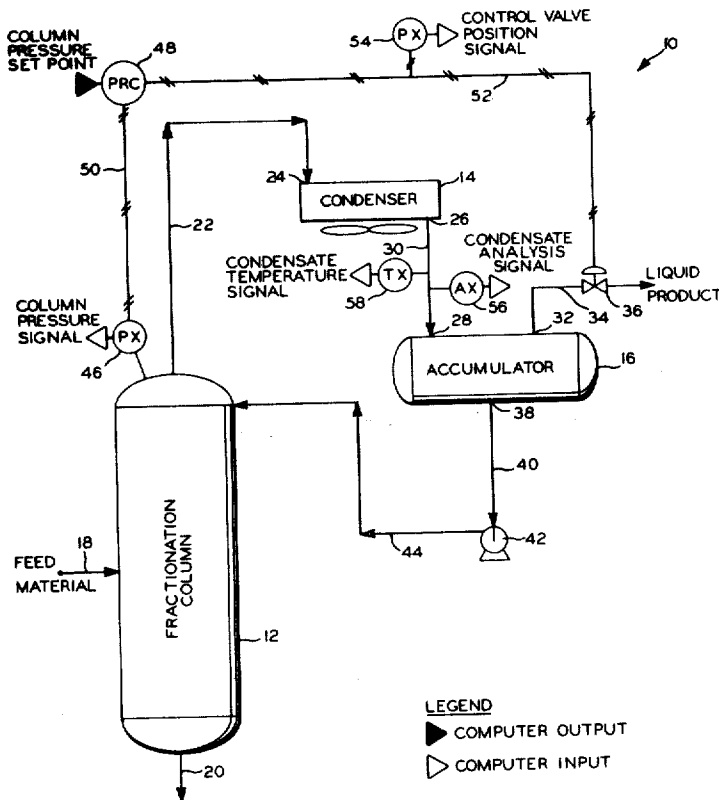 COLUMN
PRESSURE
SET POINT
48
PRC
54
PX
CONTROL VALVE
POSITION
SIGNAL
10
52
50
22
24
14
CONDENSER
26
30
CONDENSATE
TEMPERATURE
SIGNAL
TX
58
CONDENSATE
ANALYSIS
SIGNAL
AX
56
LIQUID
PRODUCT
28
32
34
36
COLUMN
PRESSURE
SIGNAL
PX
46
ACCUMULATOR
16
38
40
42
44
18
FEED
MATERIAL
FRACTIONATION
COLUMN
12
20
LEGEND
COMPUTER OUTPUT
COMPUTER INPUT